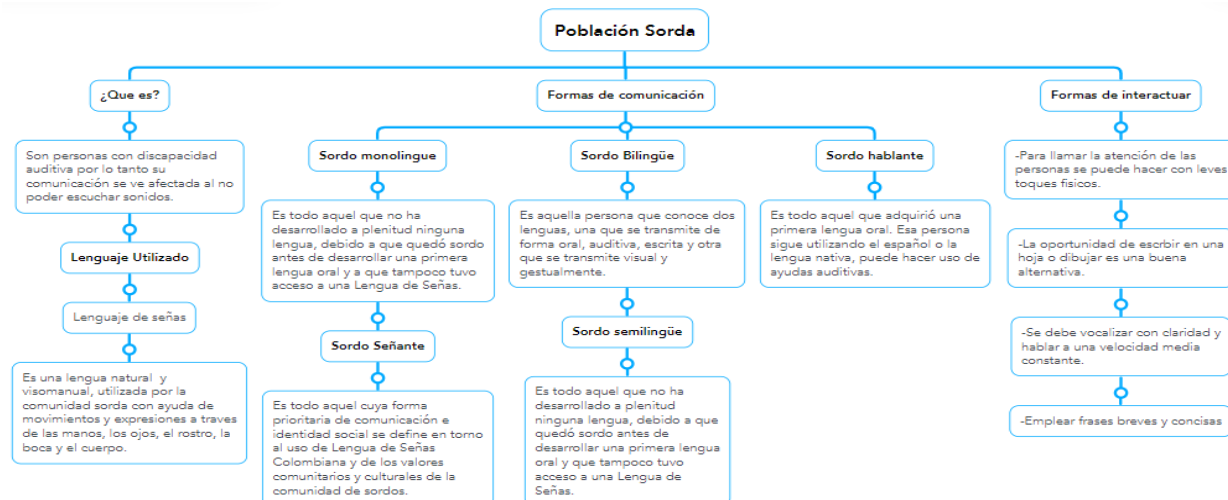 Población Sorda
¿Que es?
Son personas con discapacidad
auditiva por lo tanto su
comunicación se ve afectada al no
poder escuchar sonidos.
Lenguaje Utilizado
Lenguaje de señas
Es una lengua natural y
visomanual, utilizada por la
comunidad sorda con ayuda de
movimientos y expresiones a traves
de las manos, los ojos, el rostro, la
boca y el cuerpo.
Formas de comunicación
Sordo monolingue
Es todo aquel que no ha
desarrollado a plenitud ninguna
lengua, debido a que quedó sordo
antes de desarrollar una primera
lengua oral y a que tampoco tuvo
acceso a una Lengua de Señas.
Sordo Señante
Es todo aquel cuya forma
prioritaria de comunicación e
identidad social se define en torno
al uso de Lengua de Señas
Colombiana y de los valores
comunitarios y culturales de la
comunidad de sordos.
Sordo Bilingüe
Es aquella persona que conoce dos
lenguas, una que se transmite de
forma oral, auditiva, escrita y otra
que se transmite visual y
gestualmente.
Sordo semilingüe
Es todo aquel que no ha
desarrollado a plenitud
ninguna lengua, debido a que
quedó sordo antes de
desarrollar una primera lengua
oral y que tampoco tuvo
acceso a una Lengua de
Señas.
Sordo hablante
Es todo aquel que adquirió una
primera lengua oral. Esa persona
sigue utilizando el español o la
lengua nativa, puede hacer uso de
ayudas auditivas.
Formas de interactuar
-Para llamar la atención de las
personas se puede hacer con leves
toques físicos.
-La oportunidad de escrbir en una
hoja o dibujar es una buena
alternativa.
-Se debe vocalizar con claridad y
hablar a una velocidad media
constante.
-Emplear frases breves y concisas